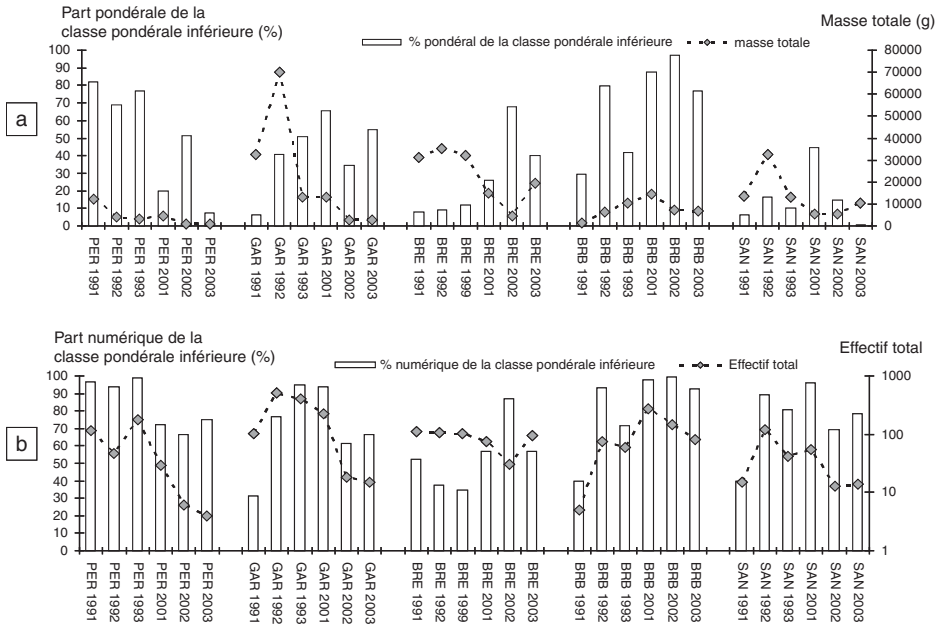 Part pondérale de la
classe pondérale inférieure (%)
Masse totale (g)
% pondéral de la classe pondérale inférieure
masse totale
a
100
90
80
70
60
50
40
30
20
10
0
80000
70000
60000
50000
40000
30000
20000
10000
0
PER 1991
PER 1992
PER 1993
PER 2001
PER 2002
PER 2003
GAR 1991
GAR 1992
GAR 1993
GAR 2001
GAR 2002
GAR 2003
BRE 1991
BRE 1992
BRE 1999
BRE 2001
BRE 2002
BRE 2003
BRB 1991
BRB 1992
BRB 1993
BRB 2001
BRB 2002
BRB 2003
SAN 1991
SAN 1992
SAN 1993
SAN 2001
SAN 2002
SAN 2003
Part numérique de la
classe pondérale inférieure (%)
Effectif total
% numérique de la classe pondérale inférieure
Effectif total
b
100
90
80
70
60
50
40
30
20
10
0
1000
100
10
1
PER 1991
PER 1992
PER 1993
PER 2001
PER 2002
PER 2003
GAR 1991
GAR 1992
GAR 1993
GAR 2001
GAR 2002
GAR 2003
BRE 1991
BRE 1992
BRE 1999
BRE 2001
BRE 2002
BRE 2003
BRB 1991
BRB 1992
BRB 1993
BRB 2001
BRB 2002
BRB 2003
SAN 1991
SAN 1992
SAN 1993
SAN 2001
SAN 2002
SAN 2003